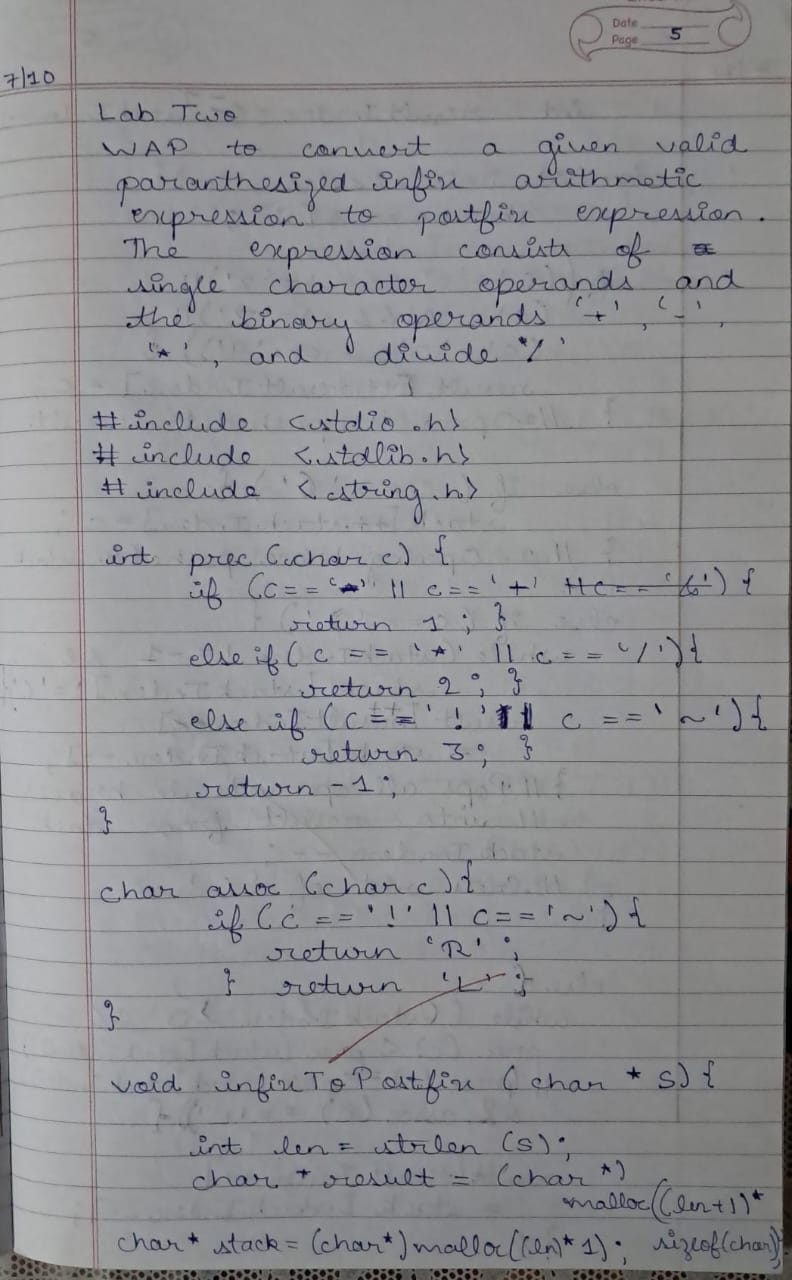 Date
Page 5
7/10
Lab Two
WAP to convert a given valid
paranthesized infix arithmetic
expression to postfix expression.
The expression consists of
single character operands and
the binary operands '+', '-',
'*', and divide '/'
#include <stdio.h>
#include <stdlib.h>
#include <string.h>
int prec (char c) {
if (c == '-' || c == '+' || c == '%') {
return 1; }
else if ( c == '*' || c == '/'){
return 2; }
else if (c == '!' || c == '~'){
return 3; }
return -1;
}
char assoc (char c){
if (c == '!' || c == '~') {
return 'R';
} return 'L'; }
}
void infixToPostfix (char * s) {
int len = strlen (s);
char * result = (char *)
malloc((len+1)*
char* stack = (char*) malloc((len)* 1); sizeof(char);